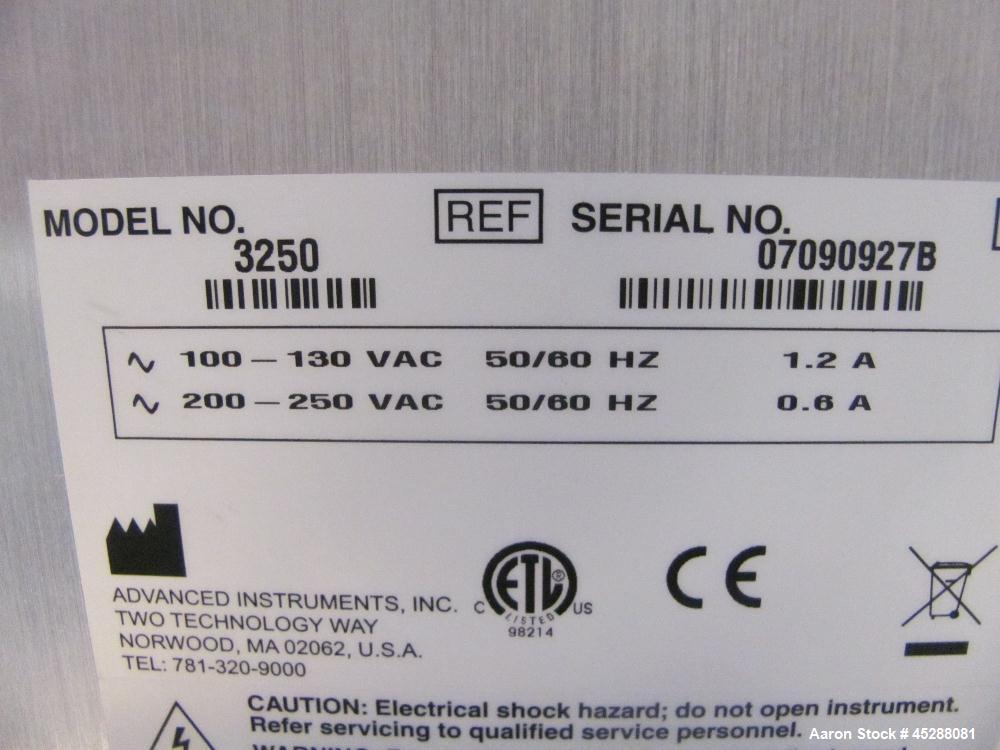 MODEL NO. REF SERIAL NO.
3250 07090927B
∿ 100 – 130 VAC 50/60 HZ 1.2 A
∿ 200 – 250 VAC 50/60 HZ 0.6 A
ADVANCED INSTRUMENTS, INC.
TWO TECHNOLOGY WAY
NORWOOD, MA 02062, U.S.A.
TEL: 781-320-9000
C ETL ® US
LISTED
98214
CE
CAUTION: Electrical shock hazard; do not open instrument.
Refer servicing to qualified service personnel.
Aaron Stock # 45288081